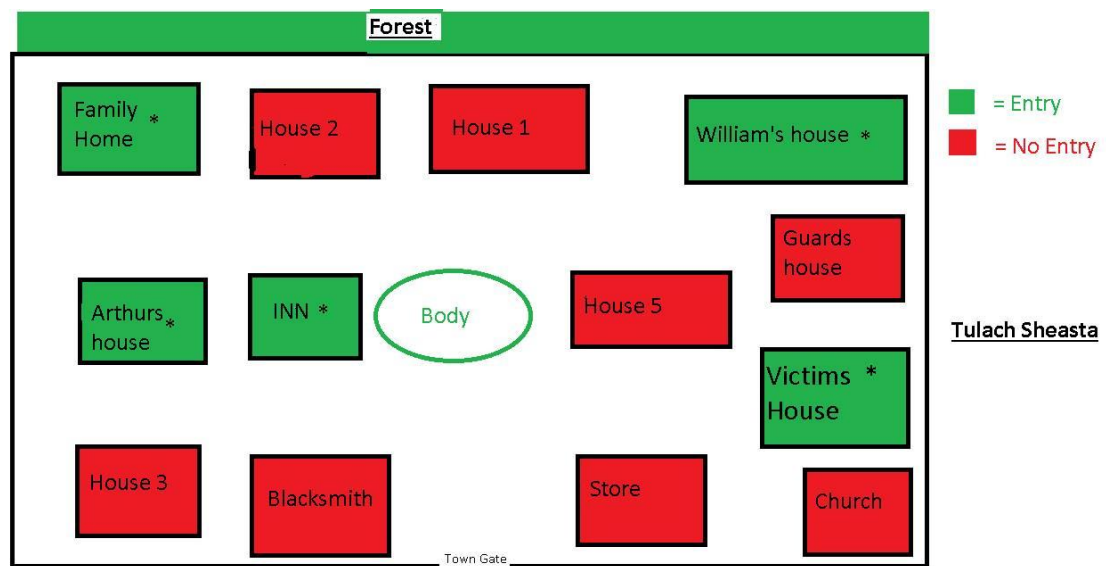 Forest
Family *
Home
House 2
House 1
William's house *
= Entry
= No Entry
Guards
house
Arthurs
house *
INN *
Body
House 5
Tulach Sheasta
Victims *
House
House 3
Blacksmith
Store
Church
Town Gate